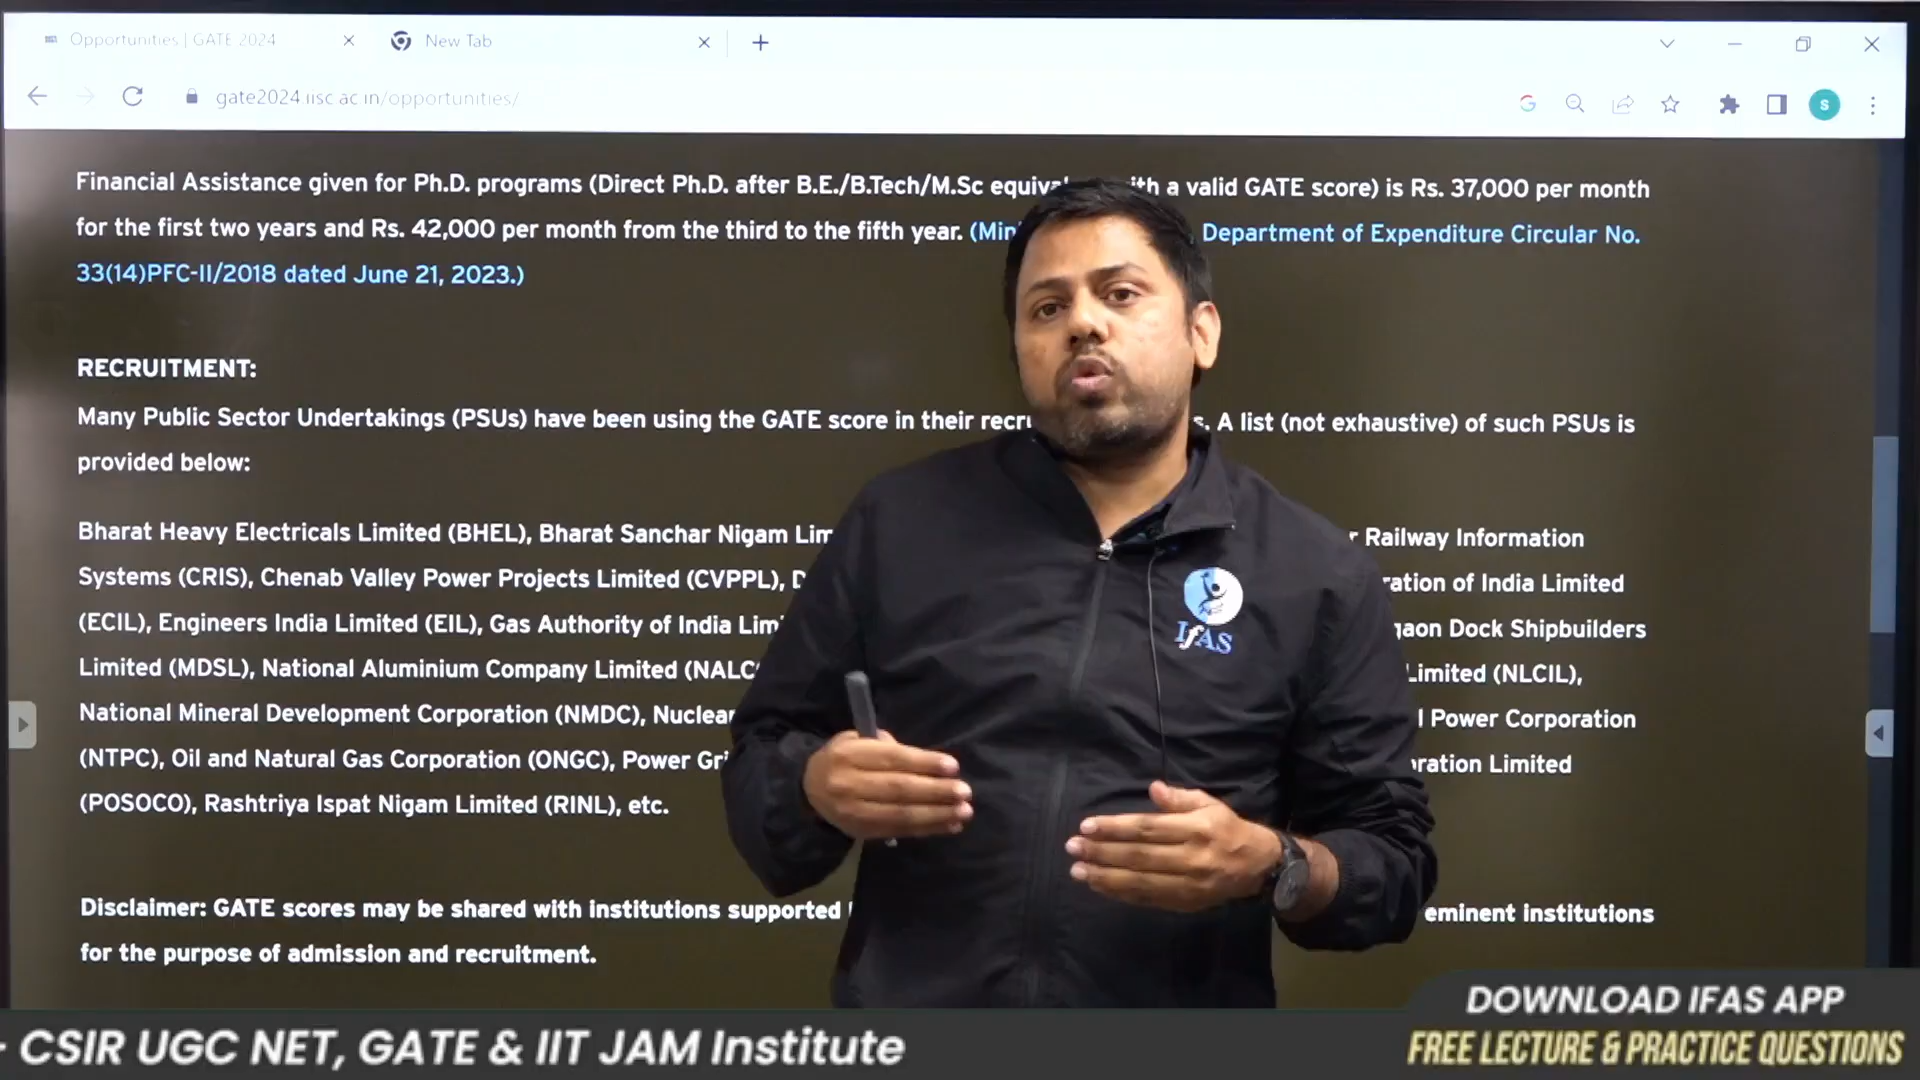 Opportunities | GATE 2024
New Tab
gate2024.iisc.ac.in/opportunities/
S
Financial Assistance given for Ph.D. programs (Direct Ph.D. after B.E./B.Tech/M.Sc with a valid GATE score) is Rs. 37,000 per month
for the first two years and Rs. 42,000 per month from the third to the fifth year. Department of Expenditure Circular No.
33(14)PFC-II/2018 dated June 21, 2023.)
RECRUITMENT:
Many Public Sector Undertakings (PSUs) have been using the GATE score in their A list (not exhaustive) of such PSUs is
provided below:
Bharat Heavy Electricals Limited (BHEL), Bharat Sanchar Nigam Railway Information
Systems (CRIS), Chenab Valley Power Projects Limited (CVPPL), of India Limited
(ECIL), Engineers India Limited (EIL), Gas Authority of India Dock Shipbuilders
Limited (MDSL), National Aluminium Company Limited Limited (NLCIL),
National Mineral Development Corporation (NMDC), Power Corporation
(NTPC), Oil and Natural Gas Corporation (ONGC), Power Limited
(POSOCO), Rashtriya Ispat Nigam Limited (RINL), etc.
Disclaimer: GATE scores may be shared with institutions supported eminent institutions
for the purpose of admission and recruitment.
IFAS
DOWNLOAD IFAS APP
- CSIR UGC NET, GATE & IIT JAM Institute
FREE LECTURE & PRACTICE QUESTIONS